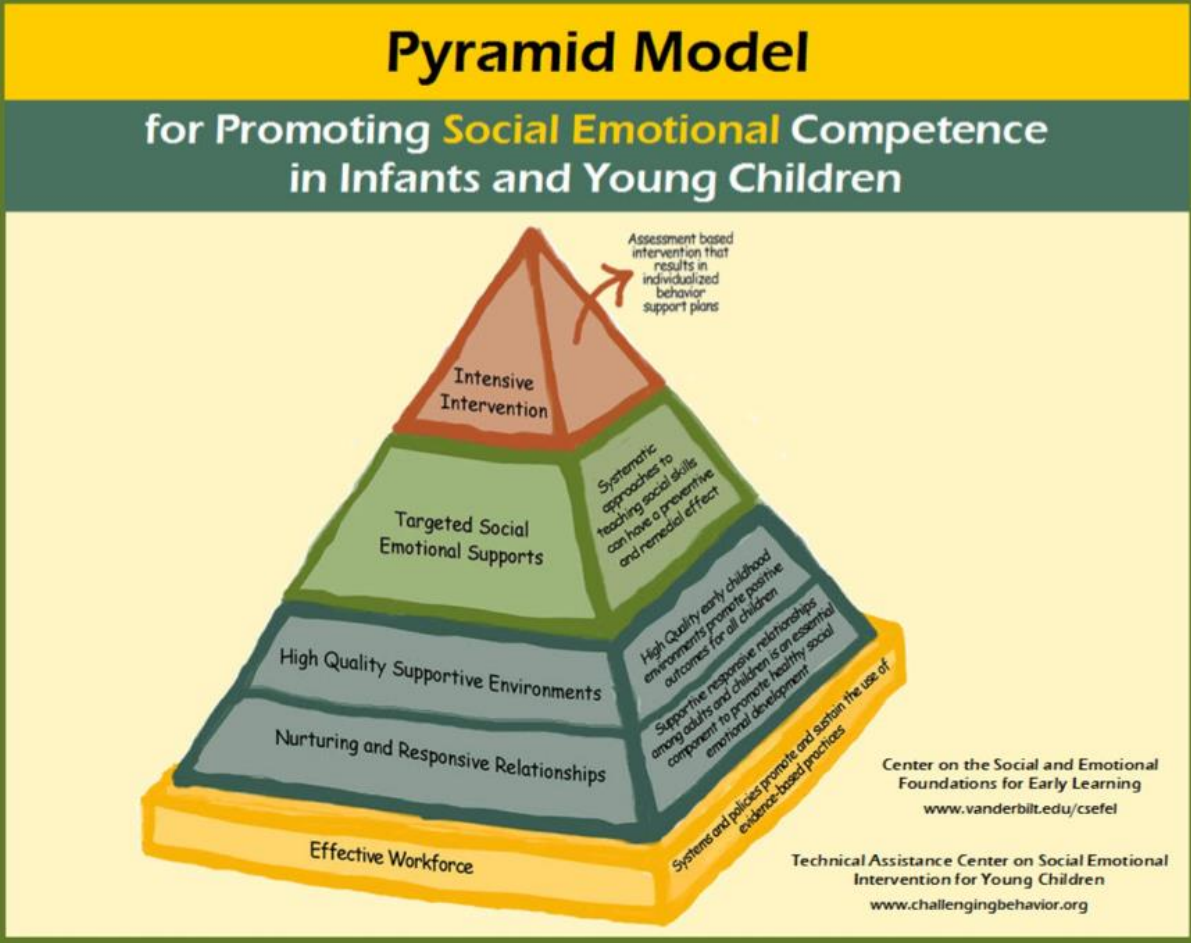 Pyramid Model
for Promoting Social Emotional Competence
in Infants and Young Children
Assessment based
intervention that
results in
individualized
behavior
support plans
Intensive
Intervention
Systematic
approaches to
teaching social skills
can have a preventive
and remedial effect
Targeted Social
Emotional Supports
High Quality early childhood
environments promote positive
outcomes for all children
High Quality Supportive Environments
Supportive responsive relationships
among adults and children is an essential
component to promote healthy social
emotional development
Nurturing and Responsive Relationships
Systems and policies promote and sustain the use of
evidence-based practices
Effective Workforce
Center on the Social and Emotional
Foundations for Early Learning
www.vanderbilt.edu/csefel
Technical Assistance Center on Social Emotional
Intervention for Young Children
www.challengingbehavior.org